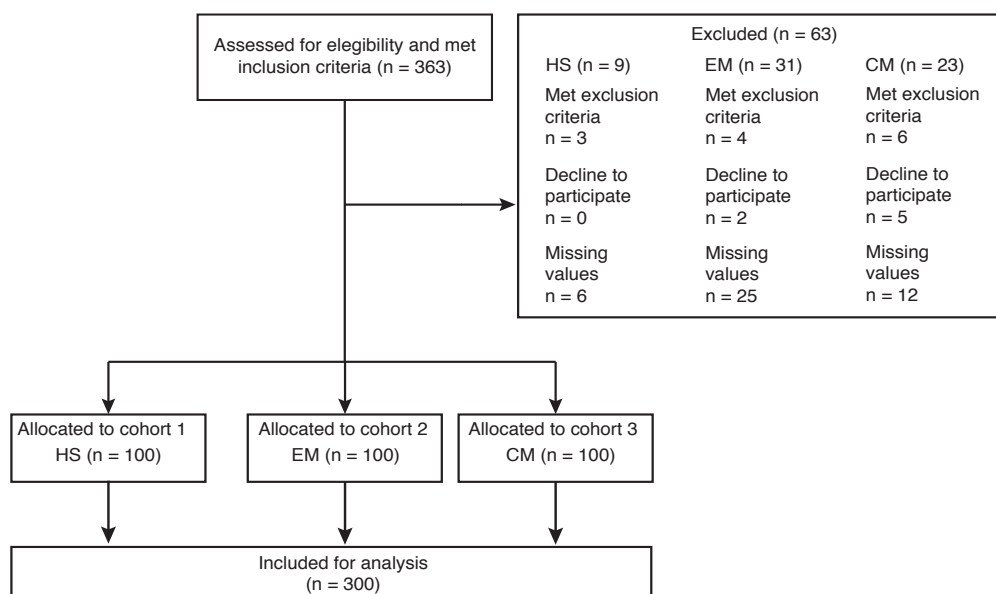 Assessed for elegibility and met
inclusion criteria (n = 363)
Excluded (n = 63)
HS (n = 9)
Met exclusion
criteria
n = 3
Decline to
participate
n = 0
Missing
values
n = 6
EM (n = 31)
Met exclusion
criteria
n = 4
Decline to
participate
n = 2
Missing
values
n = 25
CM (n = 23)
Met exclusion
criteria
n = 6
Decline to
participate
n = 5
Missing
values
n = 12
Allocated to cohort 1
HS (n = 100)
Allocated to cohort 2
EM (n = 100)
Allocated to cohort 3
CM (n = 100)
Included for analysis
(n = 300)